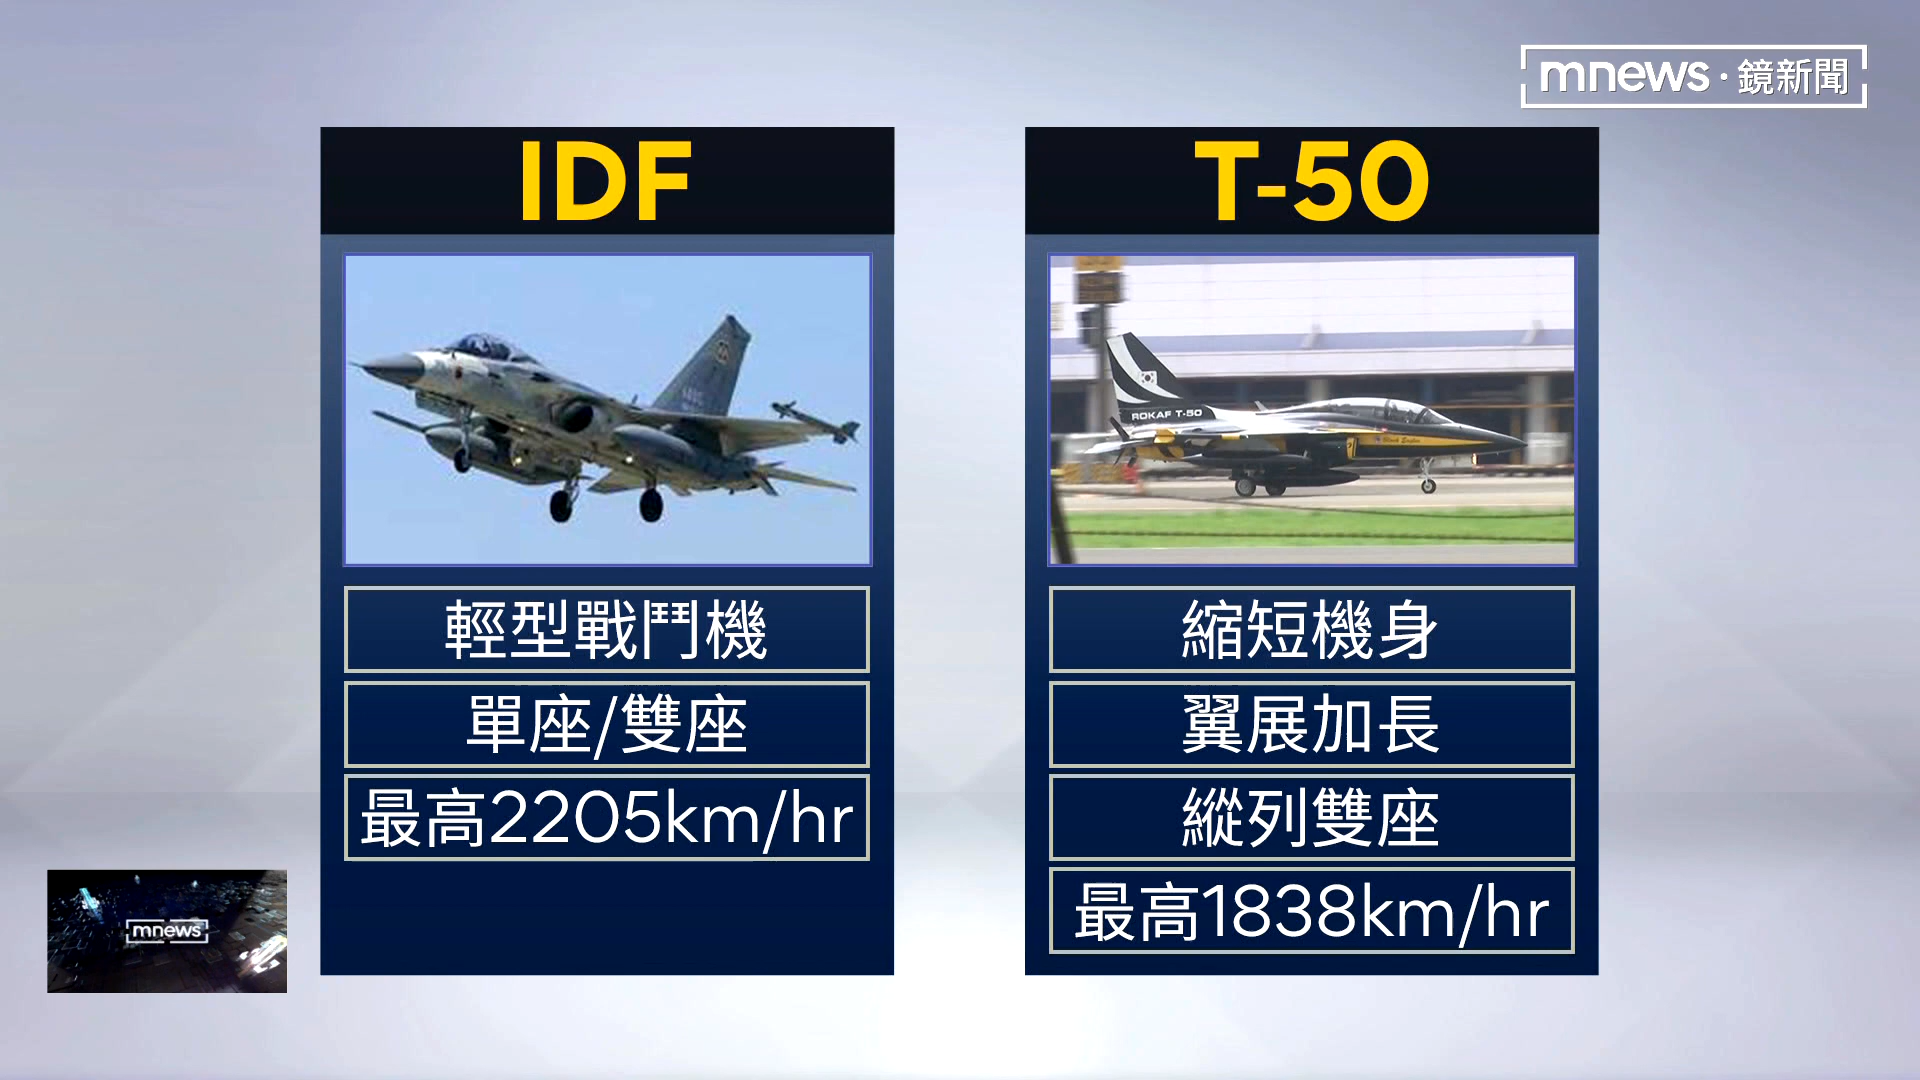 mnews·鏡新聞
IDF
輕型戰鬥機
單座/雙座
最高2205km/hr
T-50
ROKAF T-50
Black Eagles
縮短機身
翼展加長
縱列雙座
最高1838km/hr
mnews